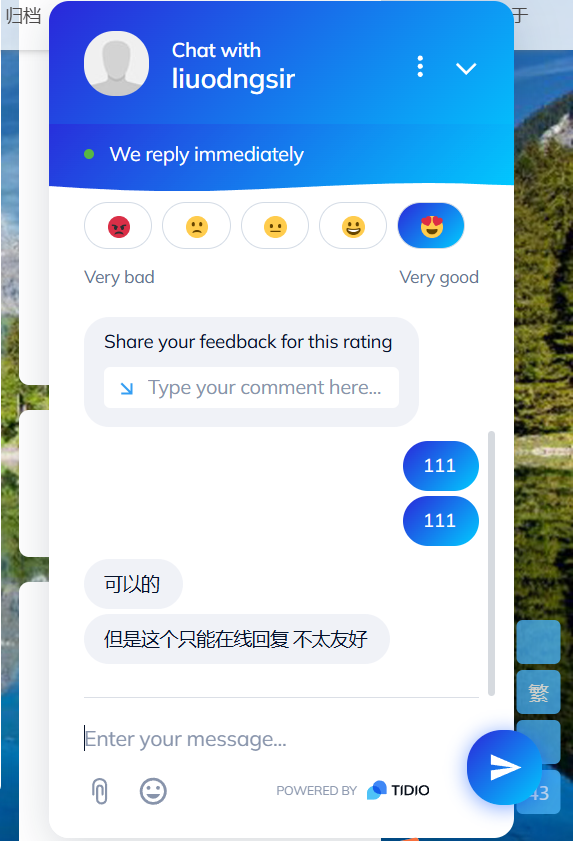 归档
于
Chat with
liuodngsir
We reply immediately
Very bad
Very good
Share your feedback for this rating
Type your comment here...
111
111
可以的
但是这个只能在线回复 不太友好
繁
Enter your message...
POWERED BY TIDIO
43